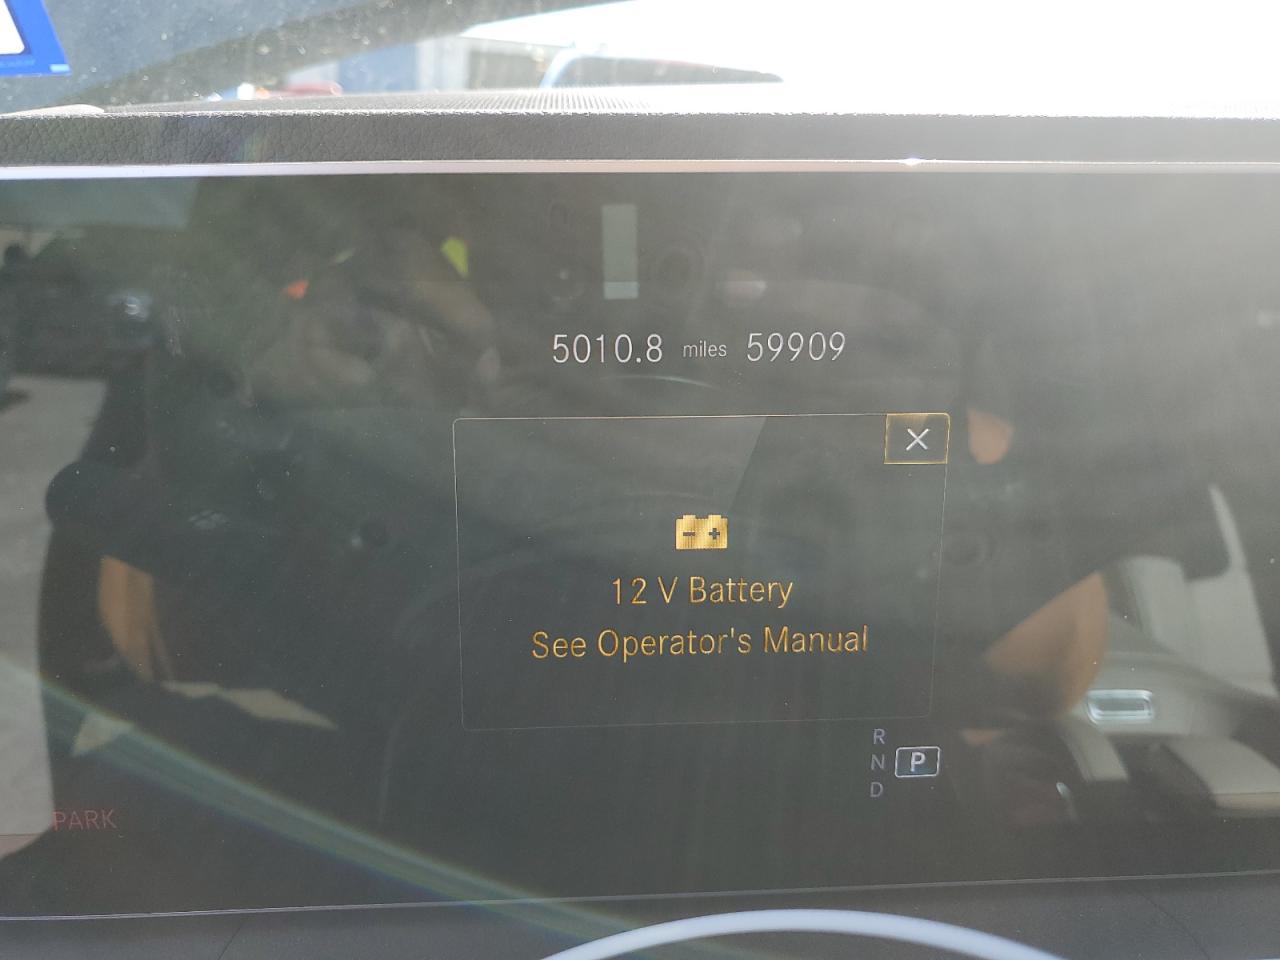 5010.8 miles 59909
12 V Battery
See Operator's Manual
R
N P
D
PARK